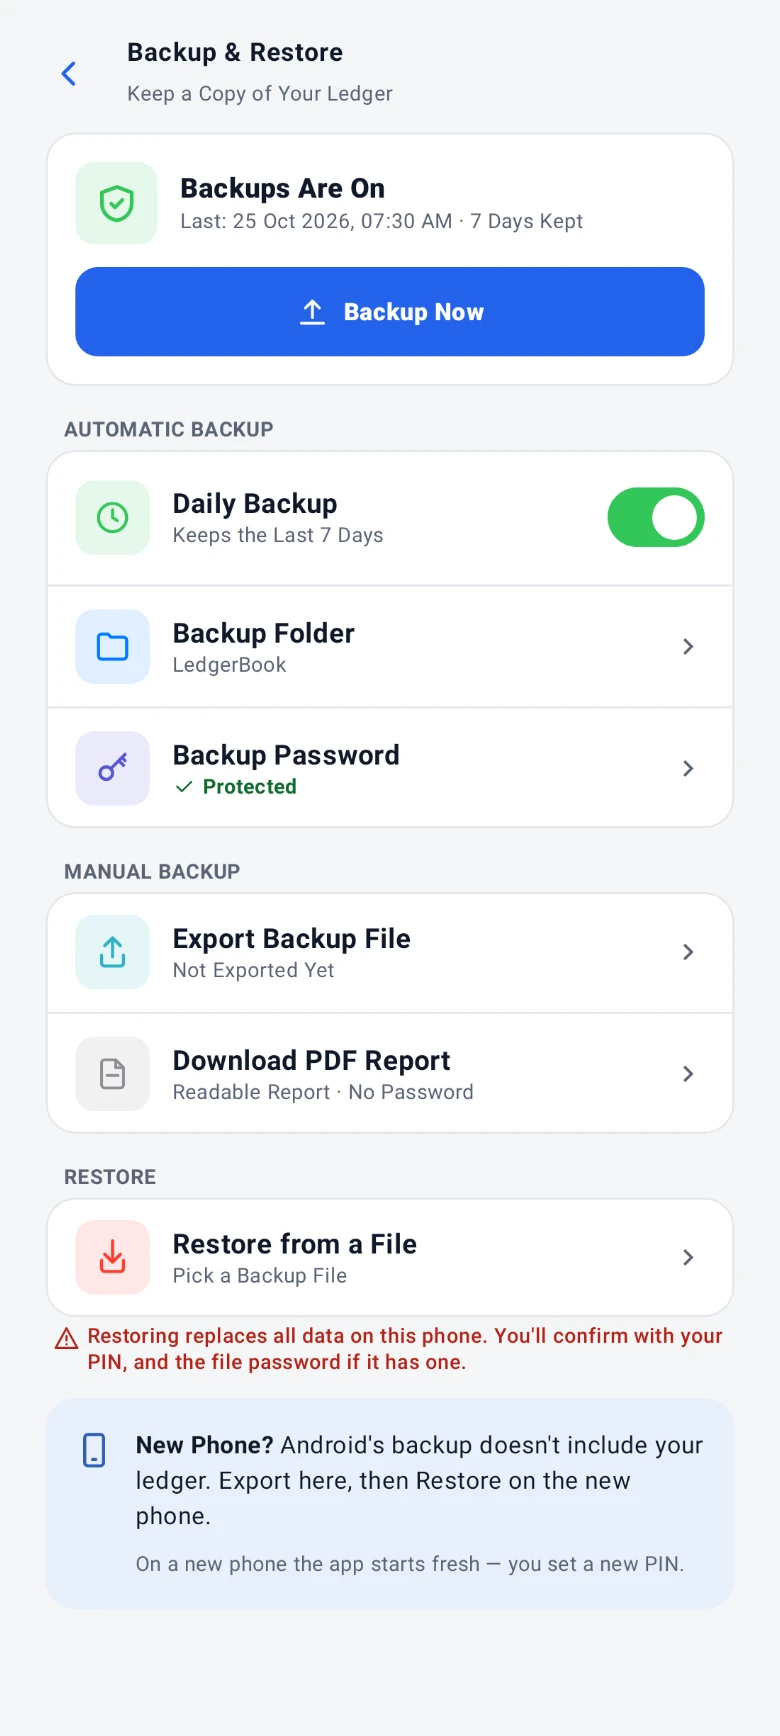 Backup & Restore
Keep a Copy of Your Ledger
Backups Are On
Last: 25 Oct 2026, 07:30 AM · 7 Days Kept
Backup Now
AUTOMATIC BACKUP
Daily Backup
Keeps the Last 7 Days
Backup Folder
LedgerBook
Backup Password
Protected
MANUAL BACKUP
Export Backup File
Not Exported Yet
Download PDF Report
Readable Report · No Password
RESTORE
Restore from a File
Pick a Backup File
Restoring replaces all data on this phone. You'll confirm with your
PIN, and the file password if it has one.
New Phone? Android's backup doesn't include your
ledger. Export here, then Restore on the new
phone.
On a new phone the app starts fresh — you set a new PIN.